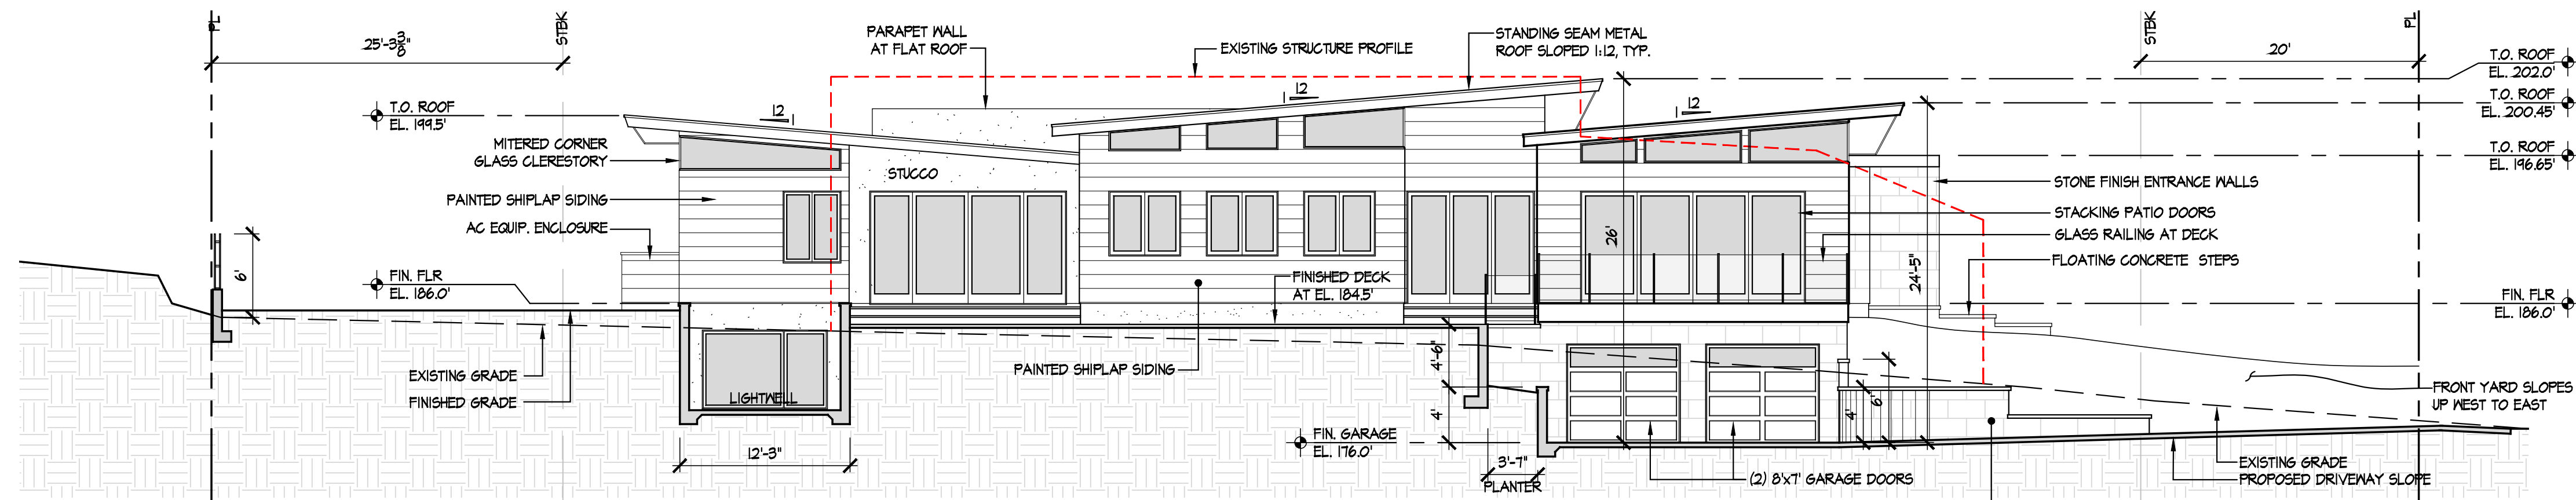 PL
25'-3 3/8"
STBK
PARAPET WALL
AT FLAT ROOF
EXISTING STRUCTURE PROFILE
STANDING SEAM METAL
ROOF SLOPED 1:12, TYP.
STBK
20'
PL
T.O. ROOF
EL. 202.0'
T.O. ROOF
EL. 200.45'
T.O. ROOF
EL. 196.65'
T.O. ROOF
EL. 199.5'
12
1
12
1
12
1
MITERED CORNER
GLASS CLERESTORY
STUCCO
PAINTED SHIPLAP SIDING
AC EQUIP. ENCLOSURE
STONE FINISH ENTRANCE WALLS
STACKING PATIO DOORS
GLASS RAILING AT DECK
FLOATING CONCRETE STEPS
6'
26'
24'-5"
FIN. FLR
EL. 186.0'
FINISHED DECK
AT EL. 184.5'
FIN. FLR
EL. 186.0'
EXISTING GRADE
FINISHED GRADE
LIGHTWELL
PAINTED SHIPLAP SIDING
4'-6"
4'
4'
6'
FRONT YARD SLOPES
UP WEST TO EAST
12'-3"
FIN. GARAGE
EL. 176.0'
3'-7"
PLANTER
(2) 8'x7' GARAGE DOORS
EXISTING GRADE
PROPOSED DRIVEWAY SLOPE